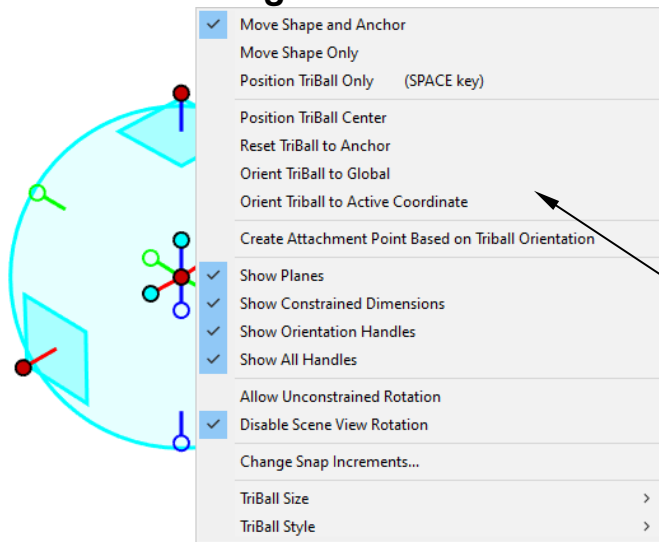 g
Move Shape and Anchor
Move Shape Only
Position TriBall Only (SPACE key)
Position TriBall Center
Reset TriBall to Anchor
Orient TriBall to Global
Orient Triball to Active Coordinate
Create Attachment Point Based on Triball Orientation
Show Planes
Show Constrained Dimensions
Show Orientation Handles
Show All Handles
Allow Unconstrained Rotation
Disable Scene View Rotation
Change Snap Increments...
TriBall Size
TriBall Style